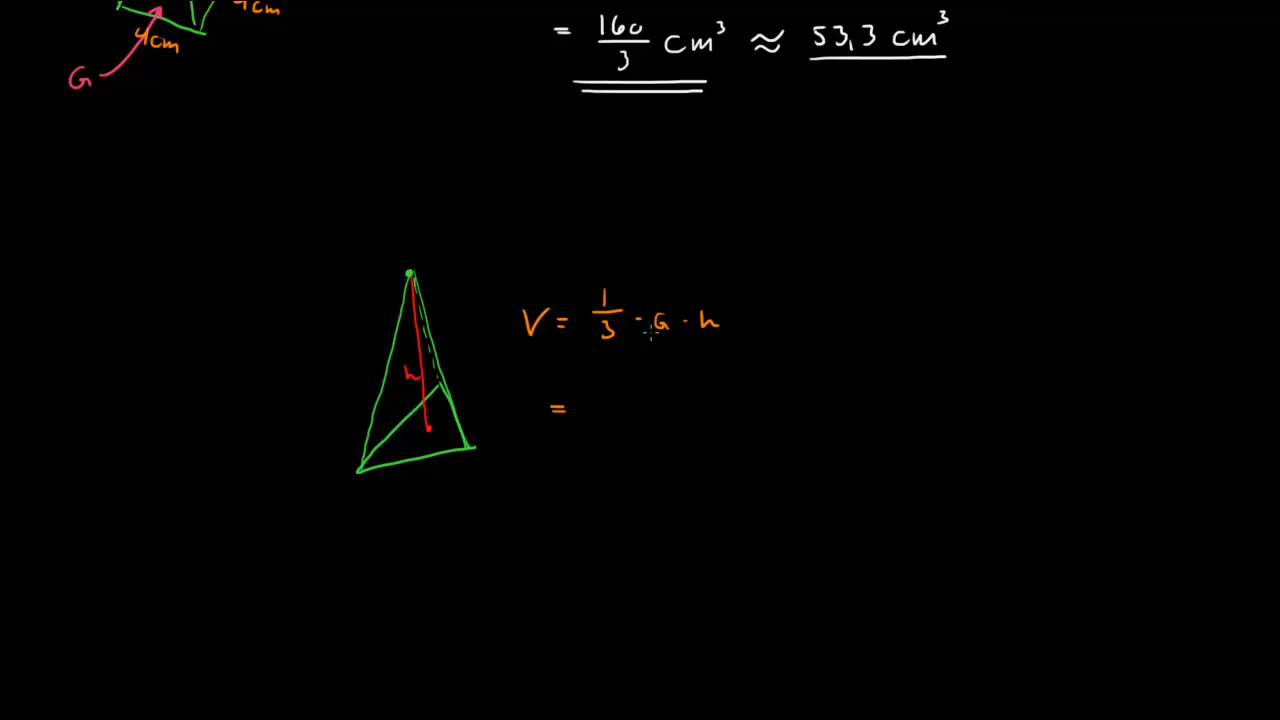 4cm
4cm
G
= 160/3 cm³ ≈ 53,3 cm³
h
V = 1/3 · G · h
=